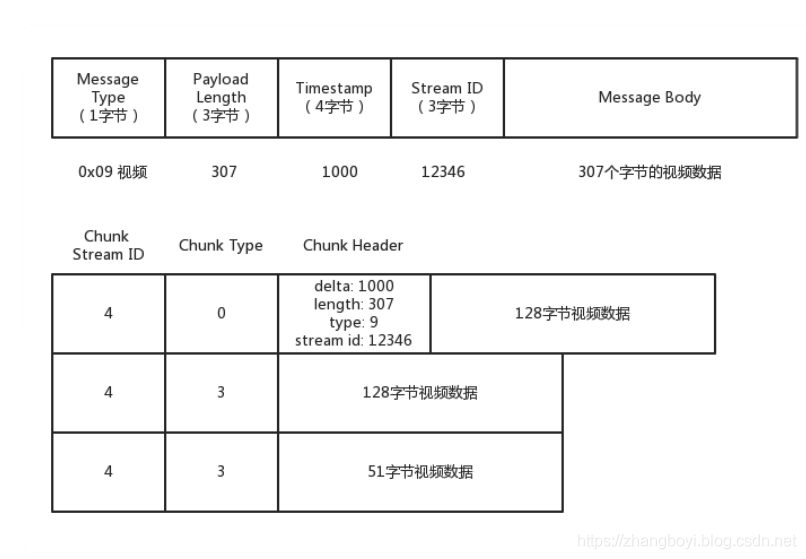 Message Type （1字节）
Payload Length （3字节）
Timestamp （4字节）
Stream ID （3字节）
Message Body
0x09 视频
307
1000
12346
307个字节的视频数据
Chunk Stream ID
Chunk Type
Chunk Header
4
0
delta: 1000
length: 307
type: 9
stream id: 12346
128字节视频数据
4
3
128字节视频数据
4
3
51字节视频数据
https://zhangboyi.blog.csdn.net